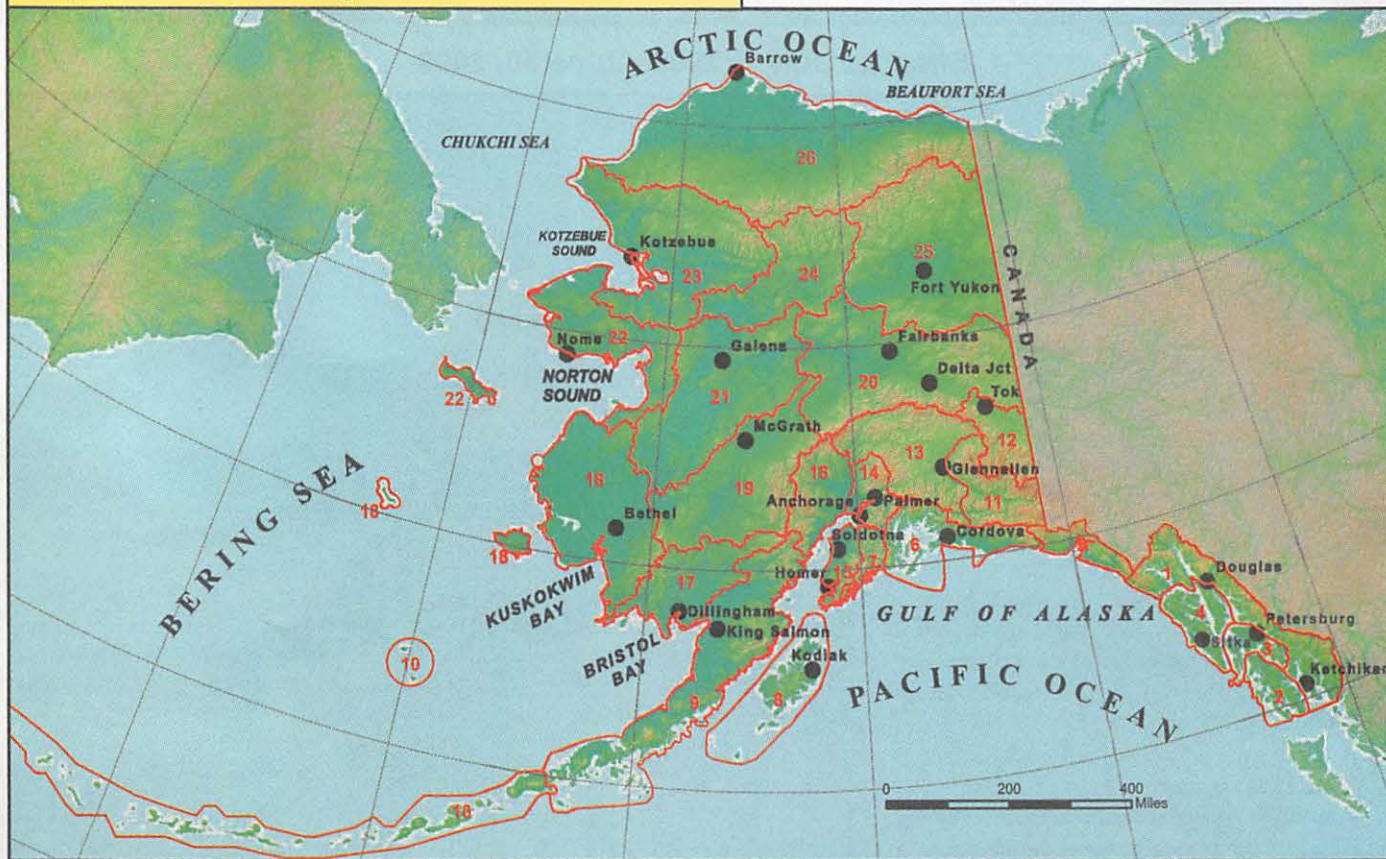 ARCTIC OCEAN
Barrow
BEAUFORT SEA
CHUKCHI SEA
26
KOTZEBUE
SOUND
Kotzebue
23
24
25
Fort Yukon
CANADA
Nome
22
Galena
Fairbanks
NORTON
SOUND
20
Delta Jct
22
21
Tok
McGrath
12
13
BERING SEA
18
19
16
14
Glennallen
Anchorage
Palmer
11
18
Bethel
Soldotna
6
Cordova
18
7
15
Homer
KUSKOKWIM
BAY
17
Dillingham
King Salmon
GULF OF ALASKA
1
Douglas
4
Petersburg
Sitka
3
BRISTOL
BAY
Kodiak
10
PACIFIC OCEAN
Ketchikan
2
9
8
0
200
400
Miles
10